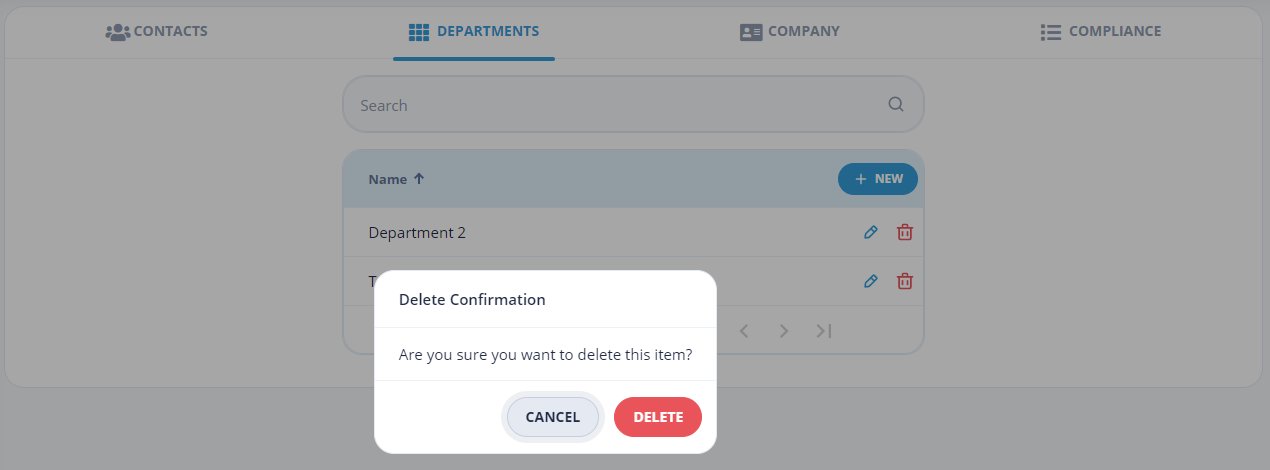 CONTACTS DEPARTMENTS COMPANY COMPLIANCE
Search
Name NEW
Department 2
Delete Confirmation
Are you sure you want to delete this item?
CANCEL DELETE